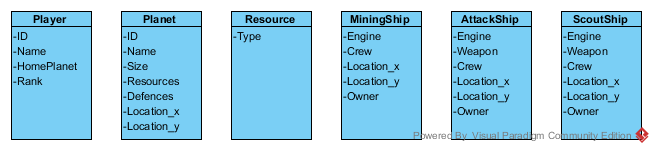 Player
-ID
-Name
-HomePlanet
-Rank
Planet
-ID
-Name
-Size
-Resources
-Defences
-Location_x
-Location_y
Resource
-Type
MiningShip
-Engine
-Crew
-Location_x
-Location_y
-Owner
AttackShip
-Engine
-Weapon
-Crew
-Location_x
-Location_y
-Owner
ScoutShip
-Engine
-Weapon
-Crew
-Location_x
-Location_y
-Owner
Powered By Visual Paradigm Community Edition